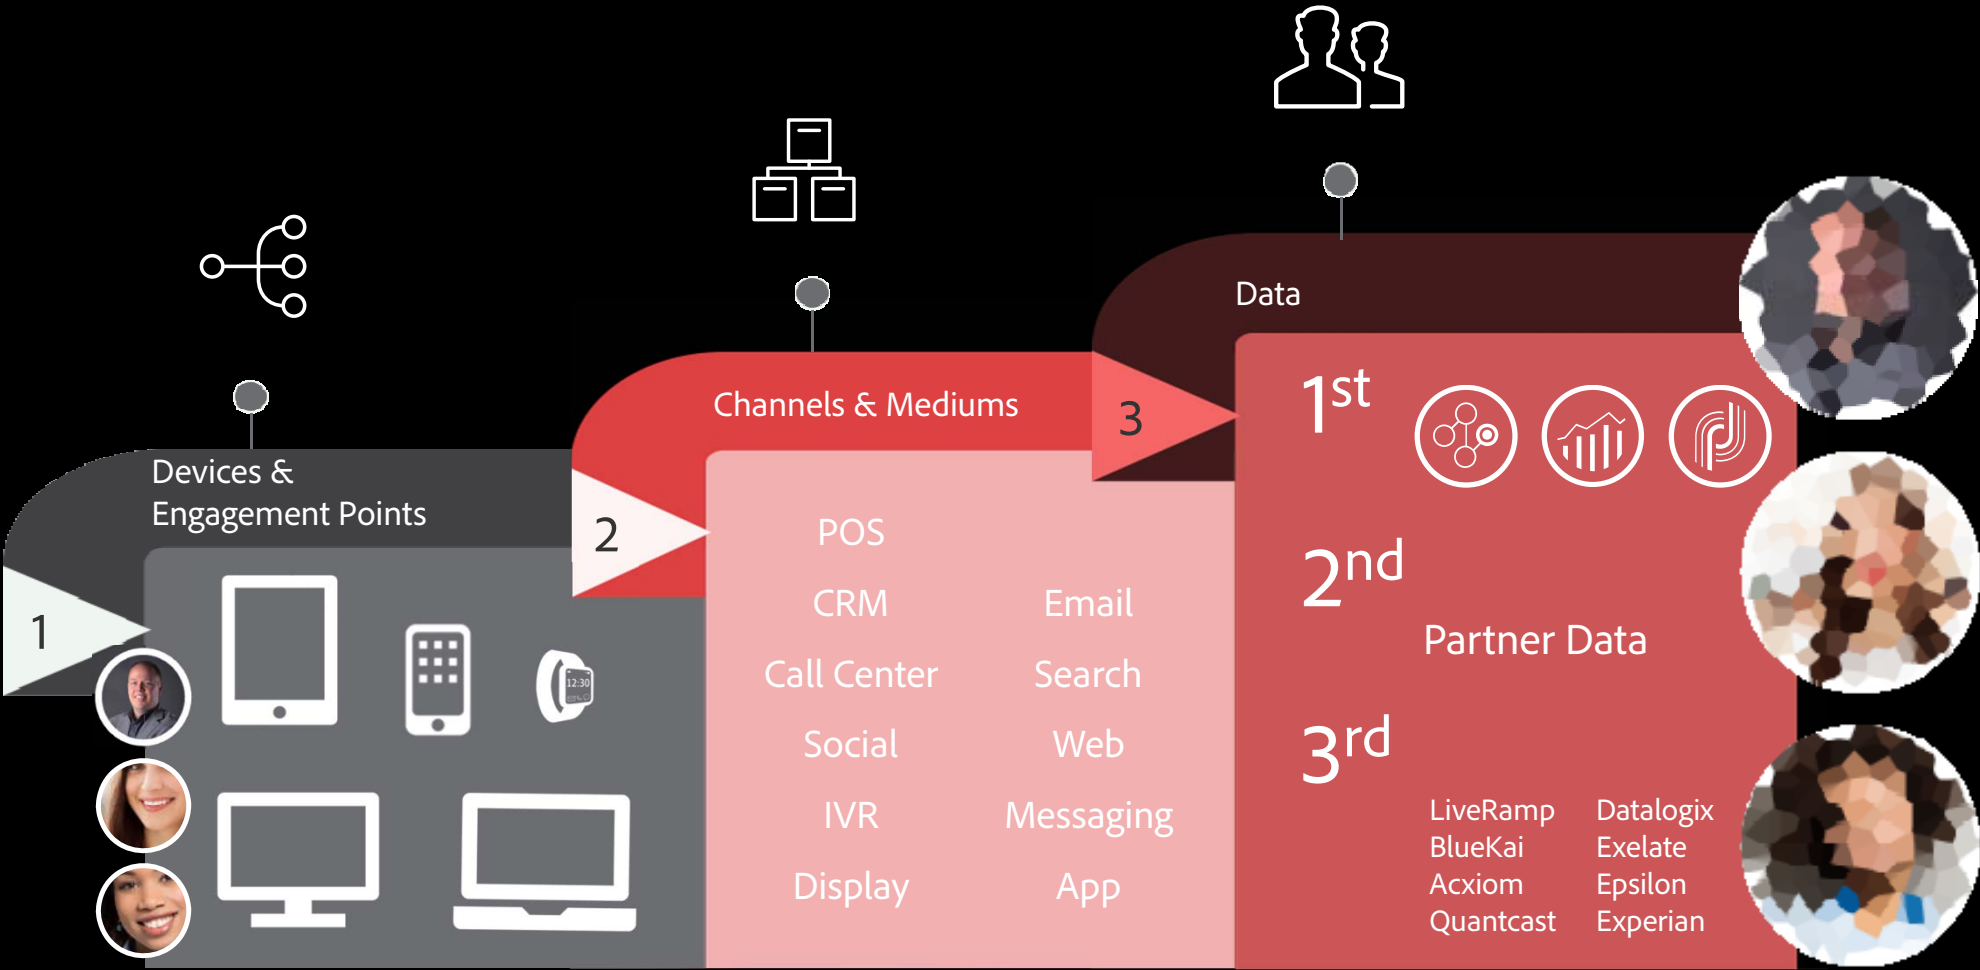 1
Devices &
Engagement Points
12:30
2
Channels & Mediums
POS
CRM
Call Center
Social
IVR
Display
Email
Search
Web
Messaging
App
3
Data
1st
2nd
Partner Data
3rd
LiveRamp
BlueKai
Acxiom
Quantcast
Datalogix
Exelate
Epsilon
Experian